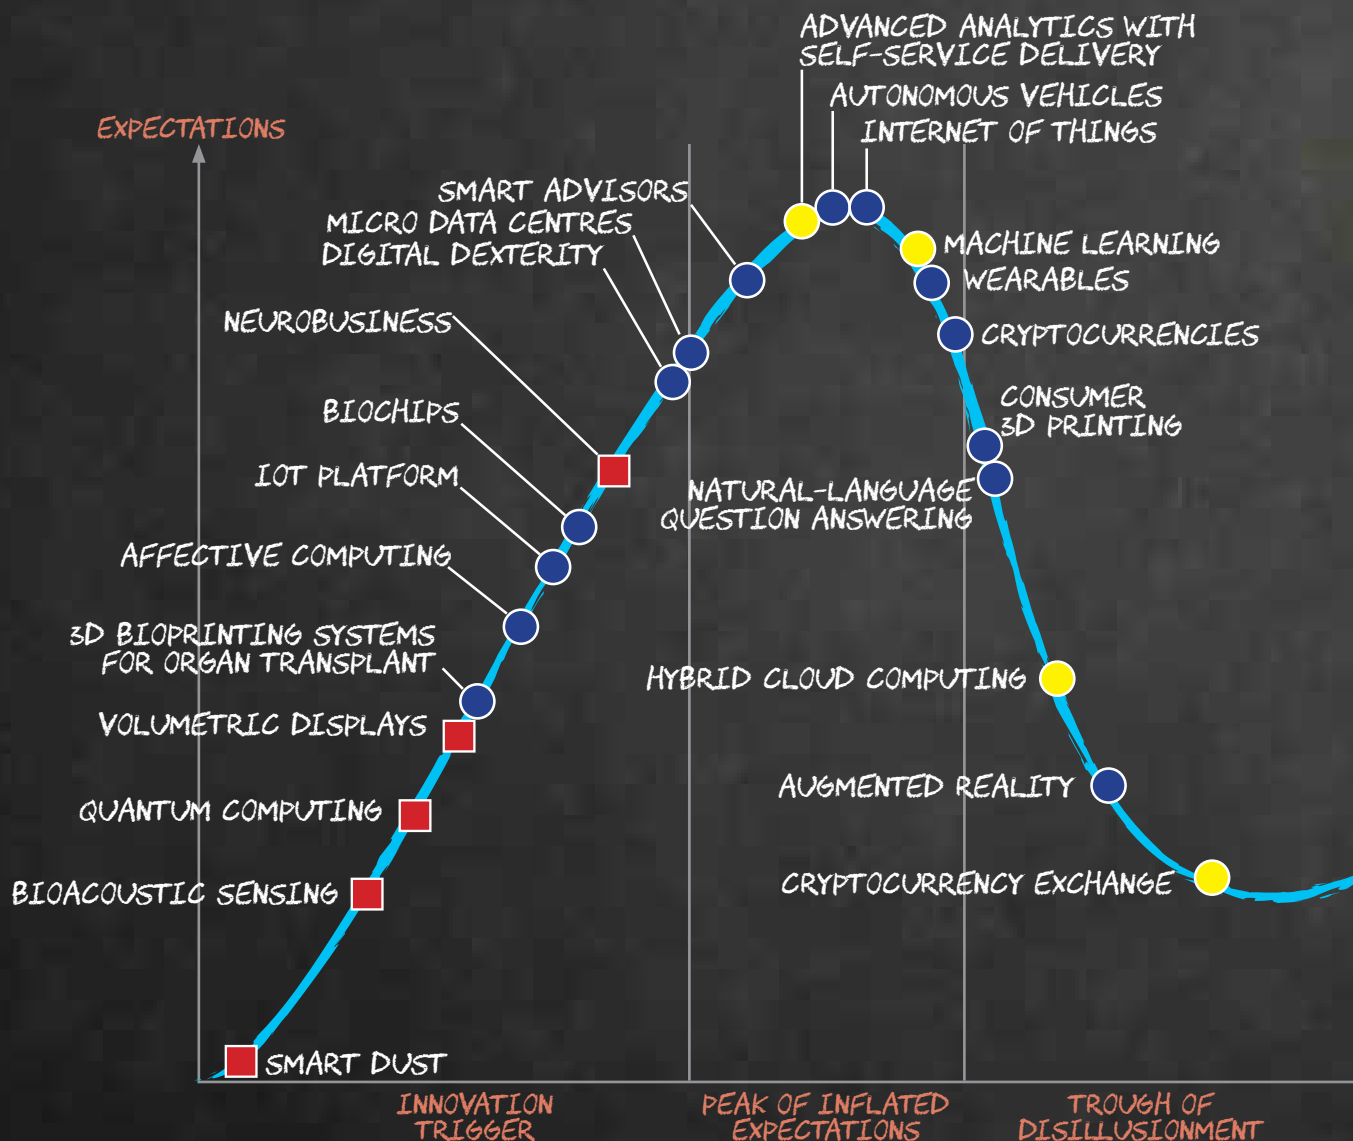 ADVANCED ANALYTICS WITH
SELF-SERVICE DELIVERY
AUTONOMOUS VEHICLES
INTERNET OF THINGS
EXPECTATIONS
SMART ADVISORS
MICRO DATA CENTRES
DIGITAL DEXTERITY
NEUROBUSINESS
BIOCHIPS
IOT PLATFORM
AFFECTIVE COMPUTING
3D BIOPRINTING SYSTEMS
FOR ORGAN TRANSPLANT
VOLUMETRIC DISPLAYS
QUANTUM COMPUTING
BIOACOUSTIC SENSING
SMART DUST
MACHINE LEARNING
WEARABLES
CRYPTOCURRENCIES
CONSUMER
3D PRINTING
NATURAL-LANGUAGE
QUESTION ANSWERING
HYBRID CLOUD COMPUTING
AUGMENTED REALITY
CRYPTOCURRENCY EXCHANGE
INNOVATION
TRIGGER
PEAK OF INFLATED
EXPECTATIONS
TROUGH OF
DISILLUSIONMENT